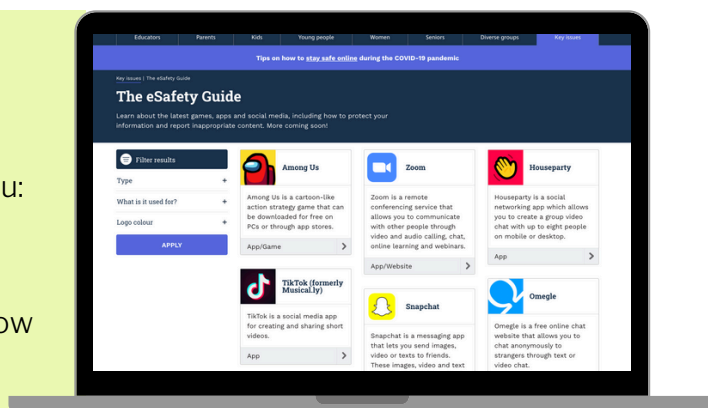 u:
ow
Educators Parents Kids Young people Women Seniors Diverse groups Key issues
Tips on how to stay safe online during the COVID-19 pandemic
Key Issues | The eSafety Guide
The eSafety Guide
Learn about the latest games, apps and social media, including how to protect your
information and report inappropriate content. More coming soon!
Filter results
Type +
What is it used for? +
Logo colour +
APPLY
Among Us
Among Us is a cartoon-like
action strategy game that can
be downloaded for free on
PCs or through app stores.
App/Game
Zoom
Zoom is a remote
conferencing service that
allows you to communicate
with other people through
video and audio calling, chat,
online learning and webinars.
App/Website
Houseparty
Houseparty is a social
networking app which allows
you to create a group video
chat with up to eight people
on mobile or desktop.
App
TikTok (formerly
Musical.ly)
TikTok is a social media app
for creating and sharing short
videos.
App
Snapchat
Snapchat is a messaging app
that lets you send images,
video or texts to friends.
These images, video and text
Omegle
Omegle is a free online chat
website that allows you to
chat anonymously to
strangers through text or
video chat.